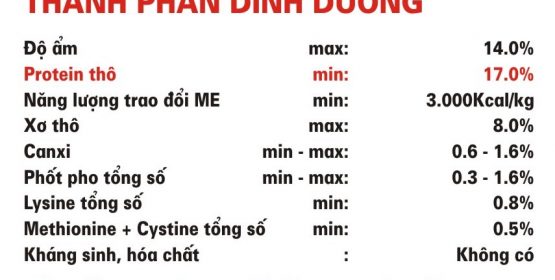 THÀNH PHẦN DINH DƯỠNG
Độ ẩm max: 14.0%
Protein thô min: 17.0%
Năng lượng trao đổi ME min: 3.000Kcal/kg
Xơ thô max: 8.0%
Canxi min - max: 0.6 - 1.6%
Phốt pho tổng số min - max: 0.3 - 1.6%
Lysine tổng số min: 0.8%
Methionine + Cystine tổng số min: 0.5%
Kháng sinh, hóa chất : Không có